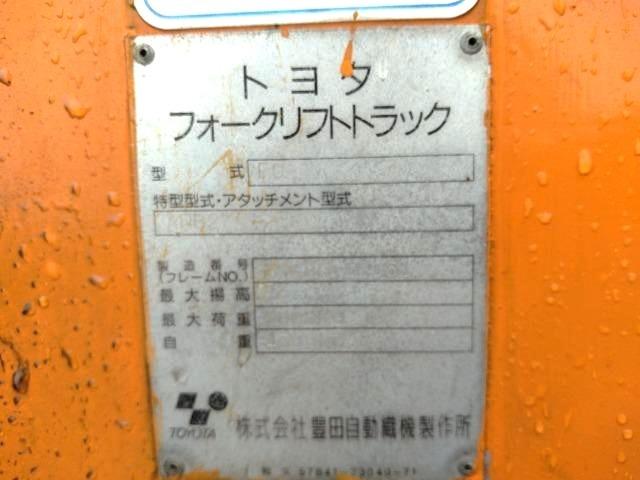 トヨタ
フォークリフトトラック
型 式
特型型式・アタッチメント型式
製造番号
(フレームNO.)
最大揚高
最大荷重
自 重
TOYOTA 株式会社 豊田自動織機製作所
57841-23040-71